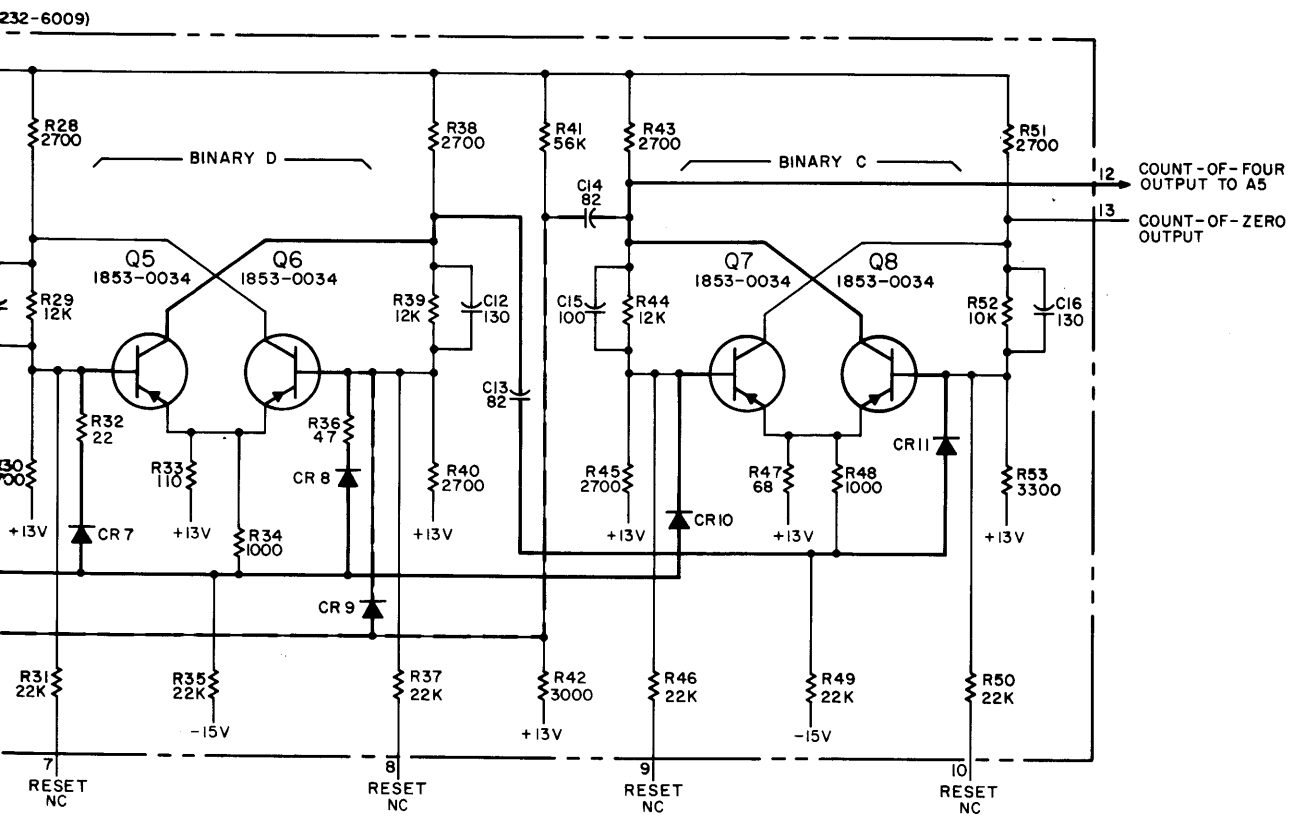 232-6009)
R28
2700
BINARY D
R38
2700
R41
56K
R43
2700
BINARY C
R51
2700
12
COUNT-OF-FOUR
OUTPUT TO A5
13
COUNT-OF-ZERO
OUTPUT
C14
82
Q5
1853-0034
Q6
1853-0034
Q7
1853-0034
Q8
1853-0034
R29
12K
R39
12K
C12
130
C15
100
R44
12K
R52
10K
C16
130
C13
82
R32
22
R36
47
R33
110
CR8
R40
2700
R45
2700
R47
68
R48
1000
CR11
R53
3300
30
700
+13V
CR7
+13V
R34
1000
+13V
+13V
CR10
+13V
+13V
CR9
R31
22K
R35
22K
-15V
R37
22K
R42
3000
+13V
R46
22K
R49
22K
-15V
R50
22K
7
RESET
NC
8
RESET
NC
9
RESET
NC
10
RESET
NC